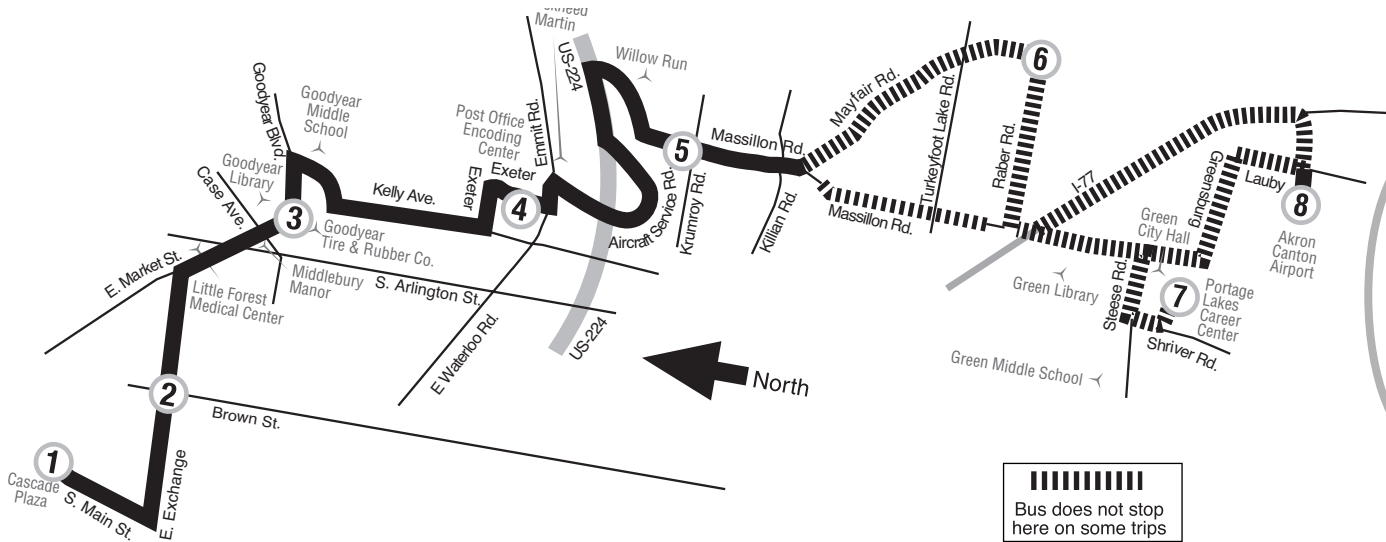 Martin
US-224
Willow Run
Goodyear Blvd.
Goodyear
Middle
School
Post Office
Encoding
Center
Emmit Rd.
Goodyear
Library
Case Ave.
Kelly Ave.
Exeter
Exeter
4
5
Massillon Rd.
Mayfair Rd.
6
Turkeyfoot Lake Rd.
Raber Rd.
Massillon Rd.
Killian Rd.
Krumroy Rd.
Aircraft Service Rd.
I-77
Greensburg
Lauby
8
Akron
Canton
Airport
Green
City Hall
Green Library
Steese Rd.
7
Portage
Lakes
Career
Center
Shriver Rd.
Green Middle School
3
Goodyear
Tire & Rubber Co.
E. Market St.
Middlebury
Manor
Little Forest
Medical Center
S. Arlington St.
E Waterloo Rd.
US-224
North
2
Brown St.
1
Cascade
Plaza
S. Main St.
E. Exchange
Bus does not stop
here on some trips